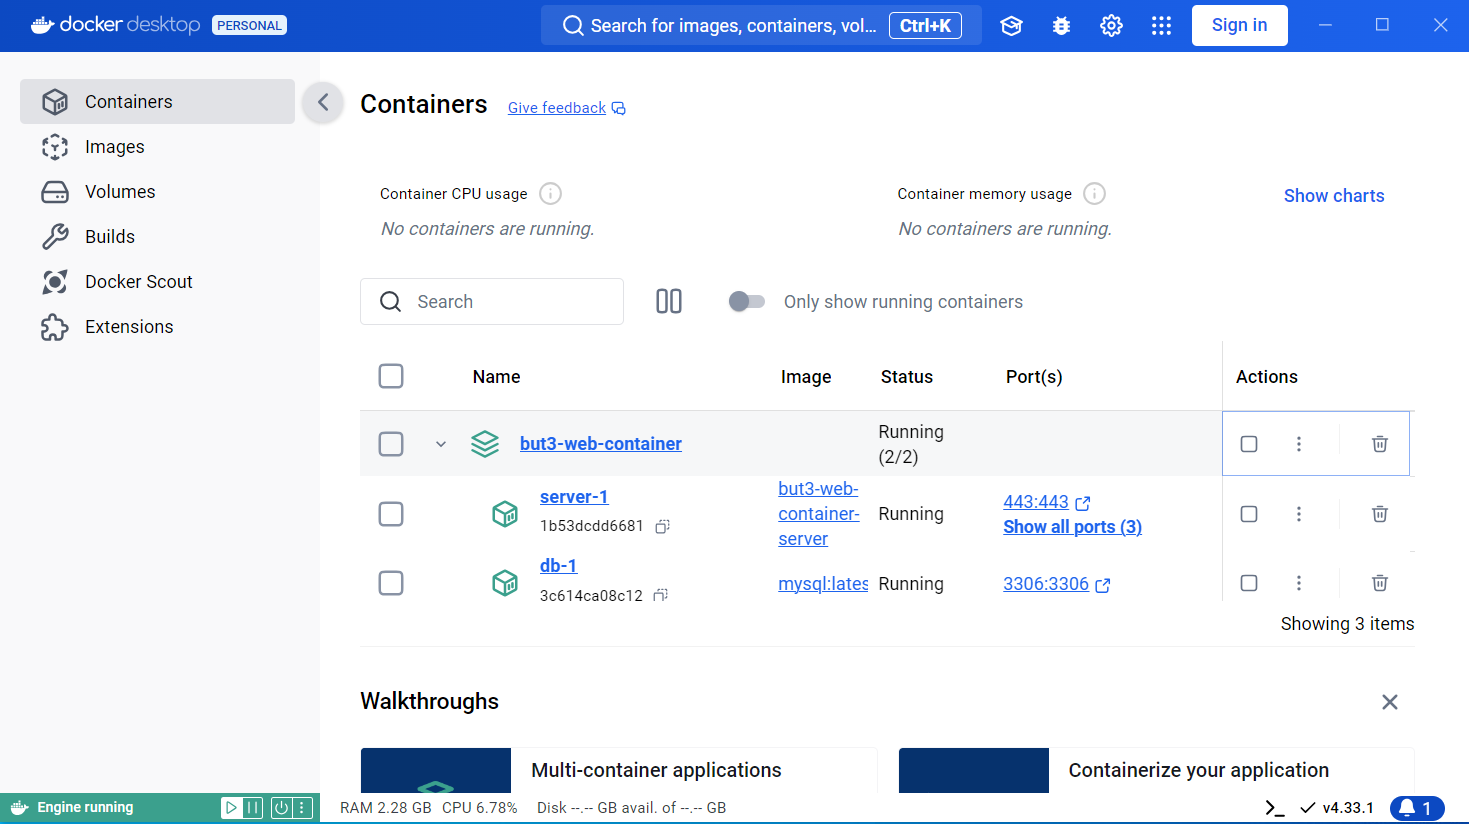 docker desktop PERSONAL
Search for images, containers, vol... Ctrl+K
Sign in
Containers
Images
Volumes
Builds
Docker Scout
Extensions
Containers Give feedback
Container CPU usage
No containers are running.
Container memory usage
No containers are running.
Show charts
Search
Only show running containers
Name Image Status Port(s) Actions
but3-web-container
Running
(2/2)
server-1
1b53dcdd6681
but3-web-
container-
server
Running
443:443
Show all ports (3)
db-1
3c614ca08c12
mysql:lates
Running
3306:3306
Showing 3 items
Walkthroughs
Multi-container applications
Containerize your application
Engine running
RAM 2.28 GB CPU 6.78% Disk --.-- GB avail. of --.-- GB
v4.33.1
1